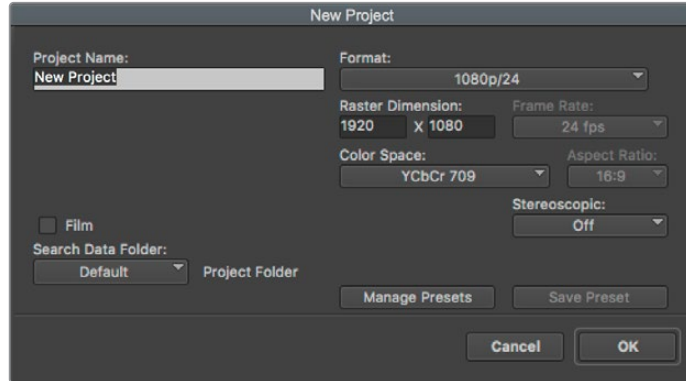 New Project
Project Name:
New Project
Format:
1080p/24
Raster Dimension:
Frame Rate:
1920 X 1080
24 fps
Color Space:
Aspect Ratio:
YCbCr 709
16:9
Stereoscopic:
Off
Film
Search Data Folder:
Default
Project Folder
Manage Presets
Save Preset
Cancel
OK